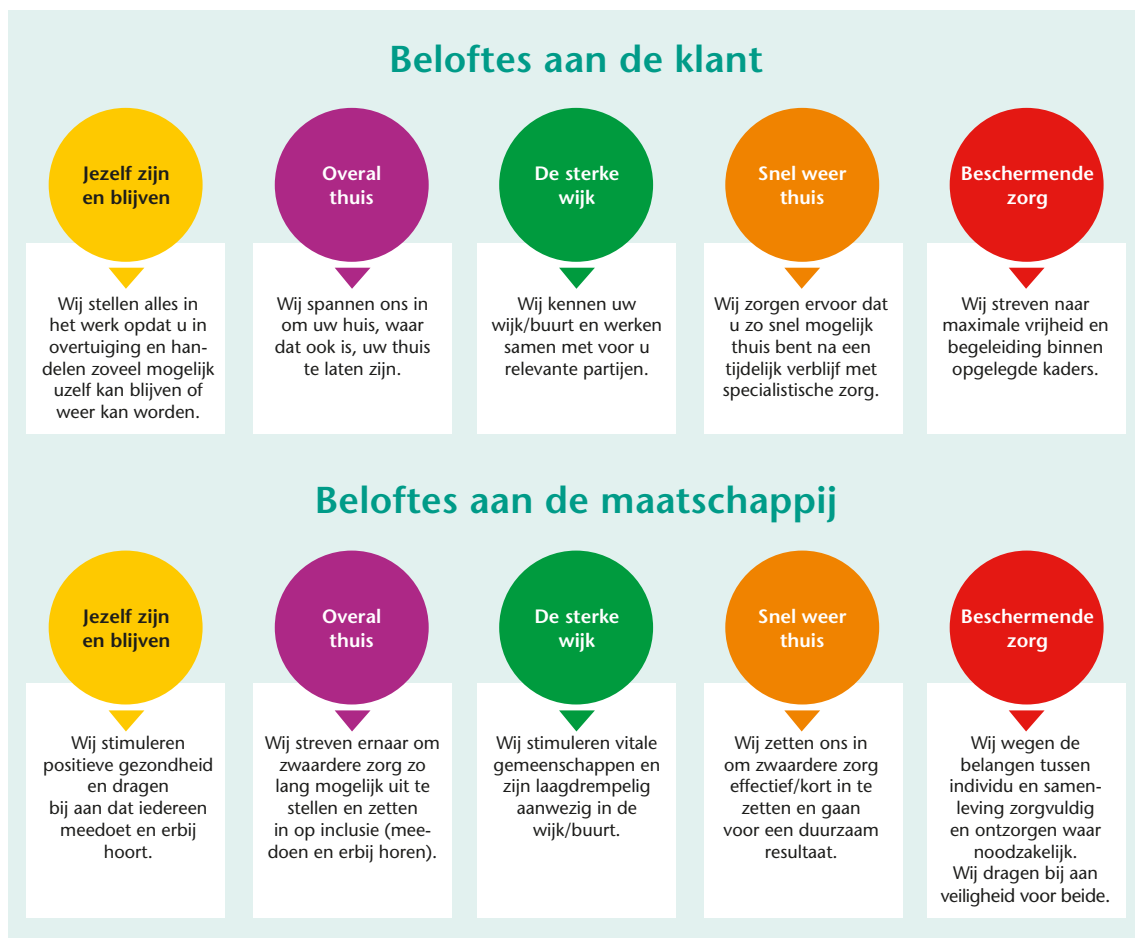 Beloftes aan de klant
Jezelf zijn
en blijven
Wij stellen alles in
het werk opdat u in
overtuiging en han-
delen zoveel mogelijk
uzelf kan blijven of
weer kan worden.
Overal
thuis
Wij spannen ons in
om uw huis, waar
dat ook is, uw thuis
te laten zijn.
De sterke
wijk
Wij kennen uw
wijk/buurt en werken
samen met voor u
relevante partijen.
Snel weer
thuis
Wij zorgen ervoor dat
u zo snel mogelijk
thuis bent na een
tijdelijk verblijf met
specialistische zorg.
Beschermende
zorg
Wij streven naar
maximale vrijheid en
begeleiding binnen
opgelegde kaders.
Beloftes aan de maatschappij
Jezelf zijn
en blijven
Wij stimuleren
positieve gezondheid
en dragen
bij aan dat iedereen
meedoet en erbij
hoort.
Overal
thuis
Wij streven ernaar om
zwaardere zorg zo
lang mogelijk uit te
stellen en zetten
in op inclusie (mee-
doen en erbij horen).
De sterke
wijk
Wij stimuleren vitale
gemeenschappen en
zijn laagdrempelig
aanwezig in de
wijk/buurt.
Snel weer
thuis
Wij zetten ons in
om zwaardere zorg
effectief/kort in te
zetten en gaan
voor een duurzaam
resultaat.
Beschermende
zorg
Wij wegen de
belangen tussen
individu en samen-
leving zorgvuldig
en ontzorgen waar
noodzakelijk.
Wij dragen bij aan
veiligheid voor beide.